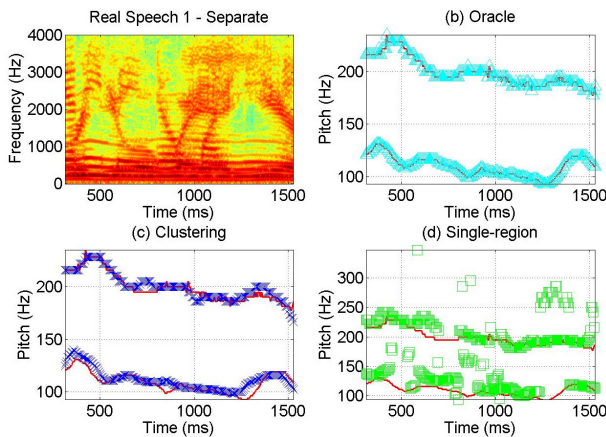 Real Speech 1 - Separate
4000
3000
2000
1000
0
Frequency (Hz)
500 1000 1500
Time (ms)
(b) Oracle
200
150
100
Pitch (Hz)
500 1000 1500
Time (ms)
(c) Clustering
200
150
100
Pitch (Hz)
500 1000 1500
Time (ms)
(d) Single-region
300
250
200
150
100
Pitch (Hz)
500 1000 1500
Time (ms)